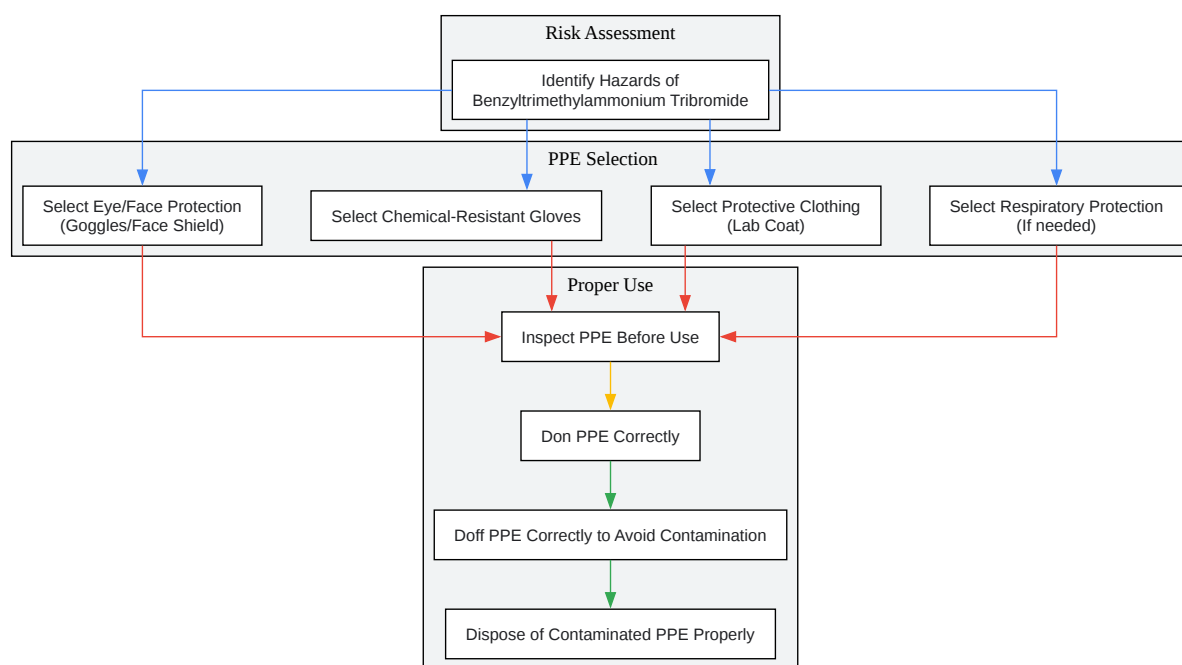 Risk Assessment
Identify Hazards of
Benzyltrimethylammonium Tribromide
PPE Selection
Select Eye/Face Protection
(Goggles/Face Shield)
Select Chemical-Resistant Gloves
Select Protective Clothing
(Lab Coat)
Select Respiratory Protection
(If needed)
Proper Use
Inspect PPE Before Use
Don PPE Correctly
Doff PPE Correctly to Avoid Contamination
Dispose of Contaminated PPE Properly